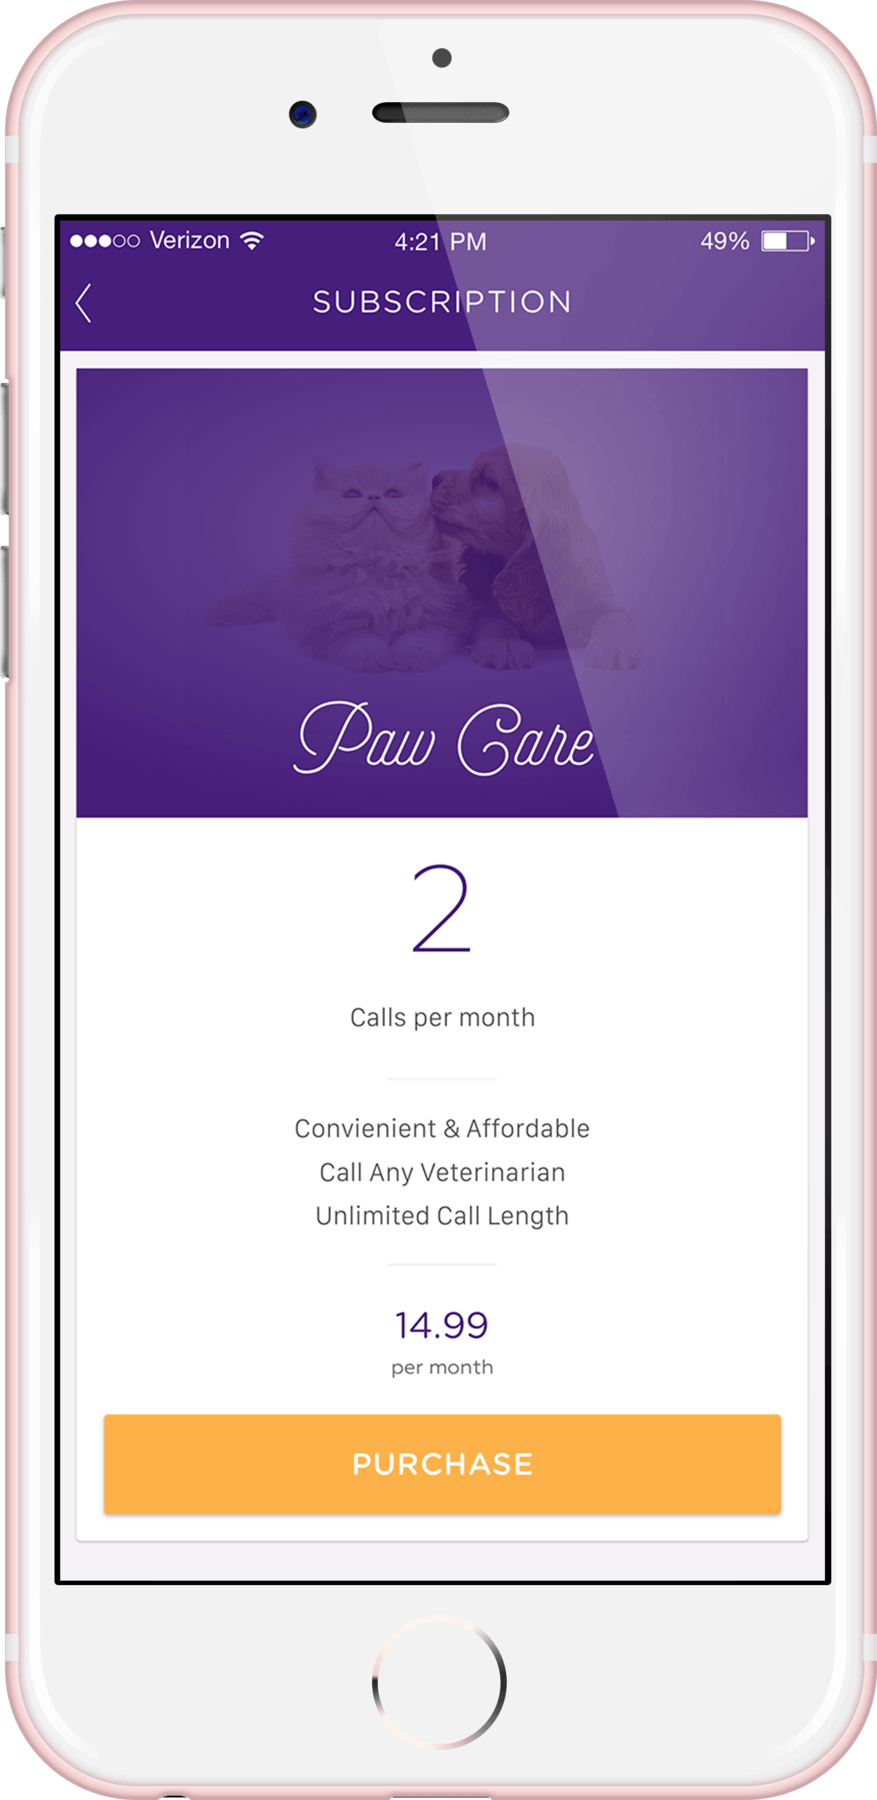 Verizon 4:21 PM 49%
SUBSCRIPTION
Paw Care
2
Calls per month
Convienient & Affordable
Call Any Veterinarian
Unlimited Call Length
14.99
per month
PURCHASE